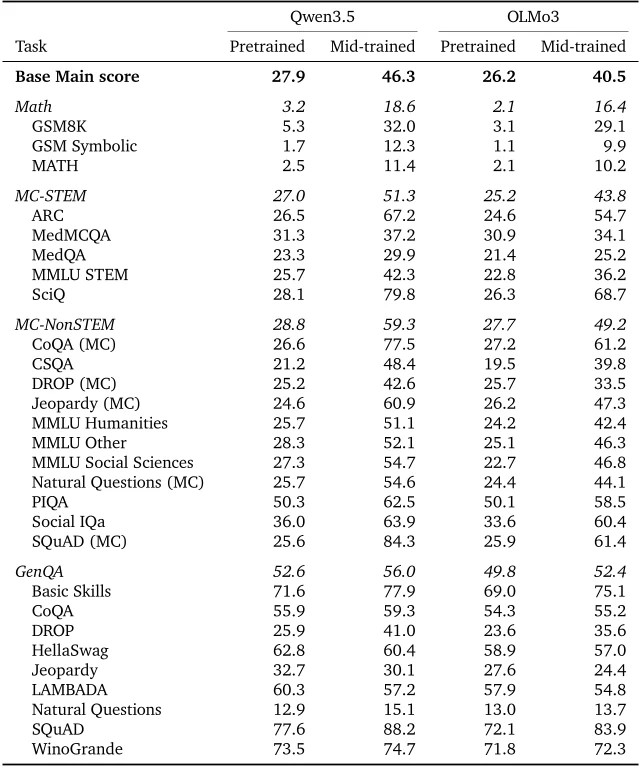 Qwen3.5 OLMo3
Task Pretrained Mid-trained Pretrained Mid-trained
Base Main score 27.9 46.3 26.2 40.5
Math 3.2 18.6 2.1 16.4
GSM8K 5.3 32.0 3.1 29.1
GSM Symbolic 1.7 12.3 1.1 9.9
MATH 2.5 11.4 2.1 10.2
MC-STEM 27.0 51.3 25.2 43.8
ARC 26.5 67.2 24.6 54.7
MedMCQA 31.3 37.2 30.9 34.1
MedQA 23.3 29.9 21.4 25.2
MMLU STEM 25.7 42.3 22.8 36.2
SciQ 28.1 79.8 26.3 68.7
MC-NonSTEM 28.8 59.3 27.7 49.2
CoQA (MC) 26.6 77.5 27.2 61.2
CSQA 21.2 48.4 19.5 39.8
DROP (MC) 25.2 42.6 25.7 33.5
Jeopardy (MC) 24.6 60.9 26.2 47.3
MMLU Humanities 25.7 51.1 24.2 42.4
MMLU Other 28.3 52.1 25.1 46.3
MMLU Social Sciences 27.3 54.7 22.7 46.8
Natural Questions (MC) 25.7 54.6 24.4 44.1
PIQA 50.3 62.5 50.1 58.5
Social IQa 36.0 63.9 33.6 60.4
SQuAD (MC) 25.6 84.3 25.9 61.4
GenQA 52.6 56.0 49.8 52.4
Basic Skills 71.6 77.9 69.0 75.1
CoQA 55.9 59.3 54.3 55.2
DROP 25.9 41.0 23.6 35.6
HellaSwag 62.8 60.4 58.9 57.0
Jeopardy 32.7 30.1 27.6 24.4
LAMBADA 60.3 57.2 57.9 54.8
Natural Questions 12.9 15.1 13.0 13.7
SQuAD 77.6 88.2 72.1 83.9
WinoGrande 73.5 74.7 71.8 72.3